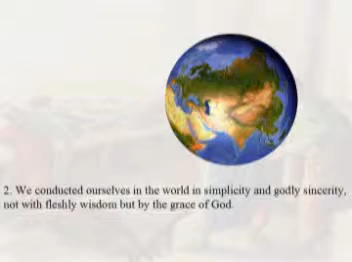 2. We conducted ourselves in the world in simplicity and godly sincerity,
not with fleshly wisdom but by the grace of God.